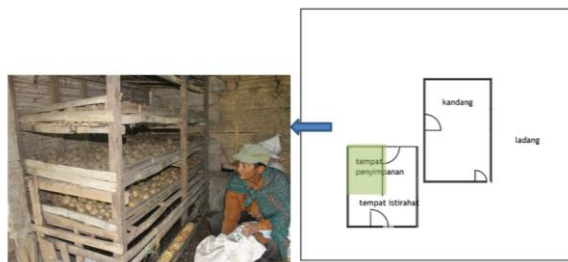 kandang
ladang
tempat
penyimpanan
tempat istirahat